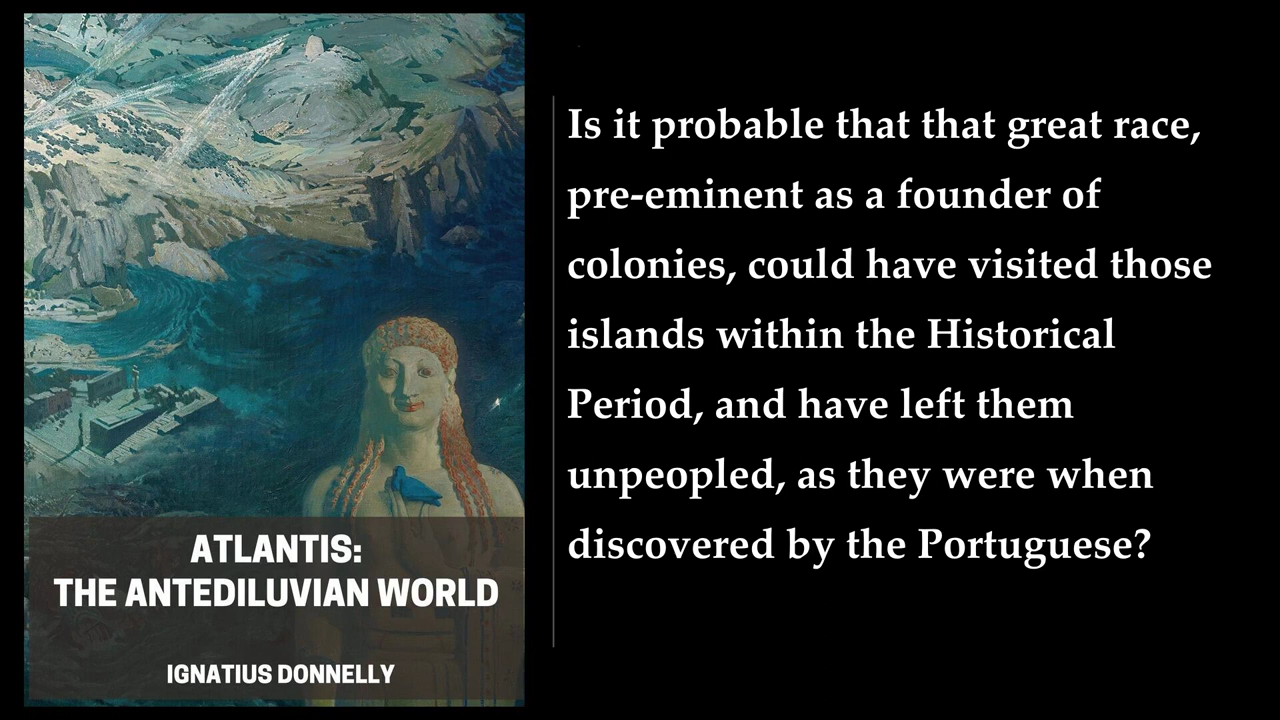 ATLANTIS:
THE ANTEDILUVIAN WORLD
IGNATIUS DONNELLY
Is it probable that that great race,
pre-eminent as a founder of
colonies, could have visited those
islands within the Historical
Period, and have left them
unpeopled, as they were when
discovered by the Portuguese?